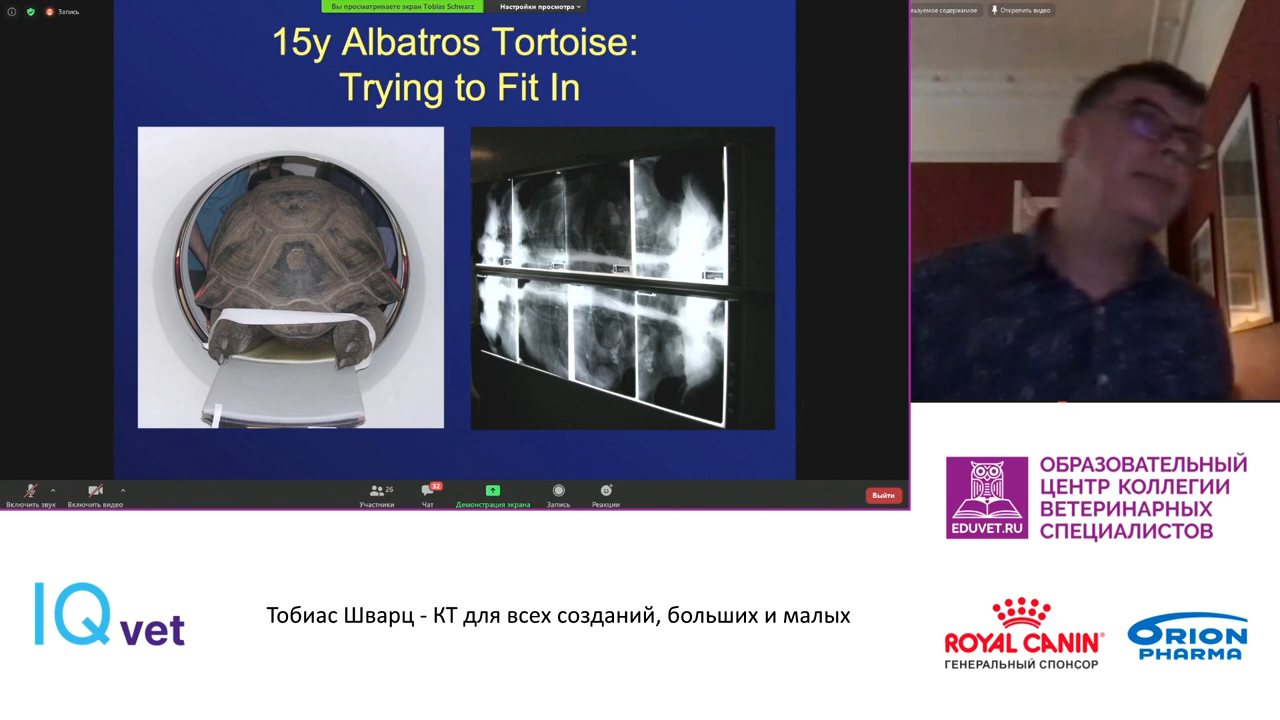 Запись
Вы просматриваете экран Tobias Schwarz
Настройки просмотра
Открепить видео
15y Albatros Tortoise:
Trying to Fit In
Включить звук
Включить видео
26
Участники
32
Чат
Демонстрация экрана
Запись
Реакции
Выйти
EDUVET.RU
ОБРАЗОВАТЕЛЬНЫЙ
ЦЕНТР КОЛЛЕГИИ
ВЕТЕРИНАРНЫХ
СПЕЦИАЛИСТОВ
IQ vet
Тобиас Шварц - КТ для всех созданий, больших и малых
ROYAL CANIN®
ГЕНЕРАЛЬНЫЙ СПОНСОР
ORION
PHARMA